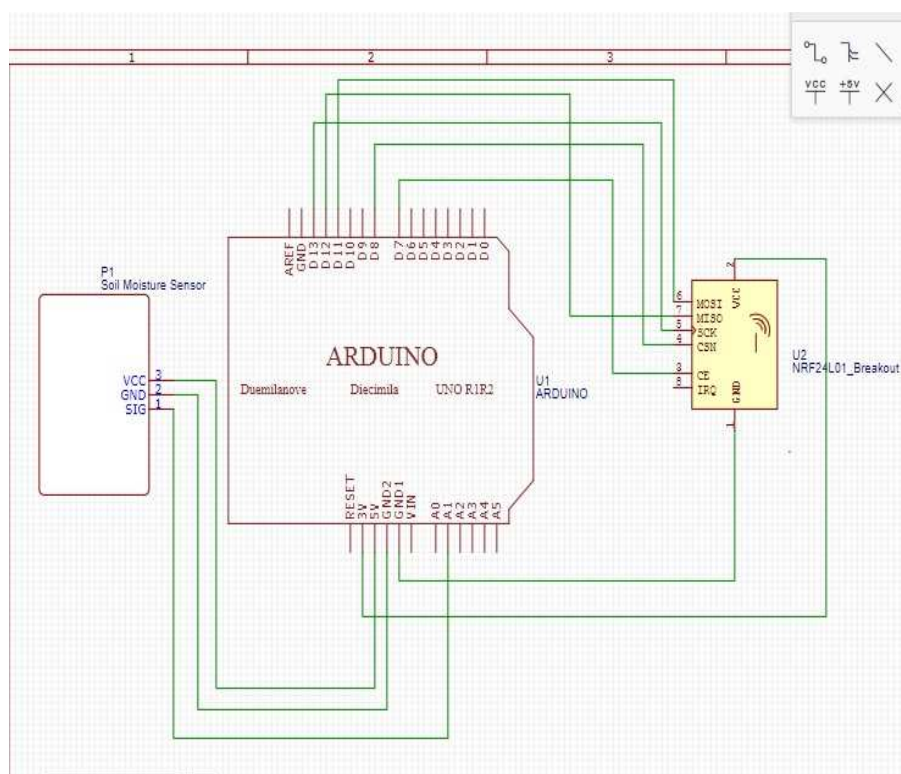 1 2 3
VCC +5V
AREF
GND
D13
D12
D11
D10
D9
D8
D7
D6
D5
D4
D3
D2
D1
D0
P1
Soil Moisture Sensor
VCC 3
GND 2
SIG 1
ARDUINO
Duemilanove Diecimila UNO R1R2
U1
ARDUINO
RESET
3V
5V
GND2
GND1
VIN
A0
A1
A2
A3
A4
A5
2
VCC
6 MOSI
7 MISO
5 SCK
4 CSN
3 CE
8 IRQ
GND
1
U2
NRF24L01_Breakout